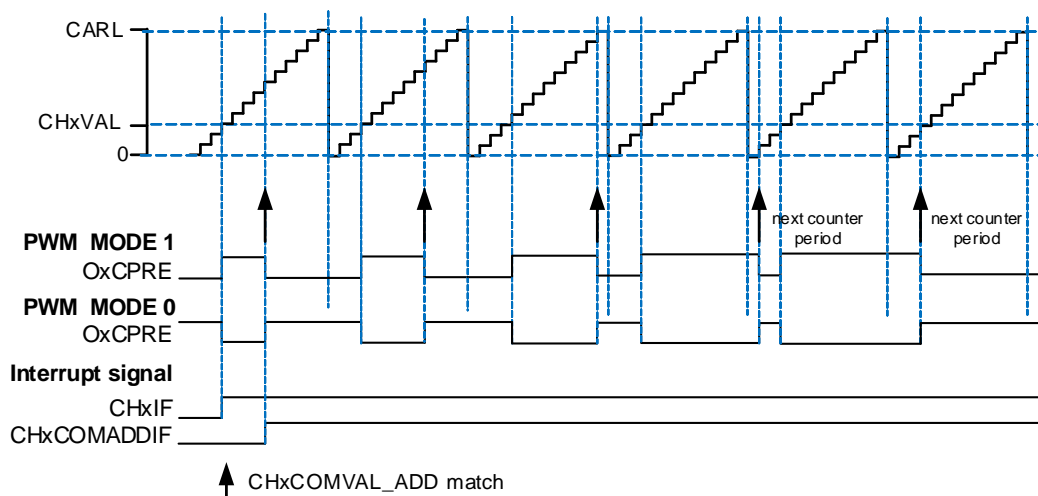 CARL
CHxVAL
0
next counter
period
next counter
period
PWM MODE 1
OxCPRE
PWM MODE 0
OxCPRE
Interrupt signal
CHxIF
CHxCOMADDIF
CHxCOMVAL_ADD match